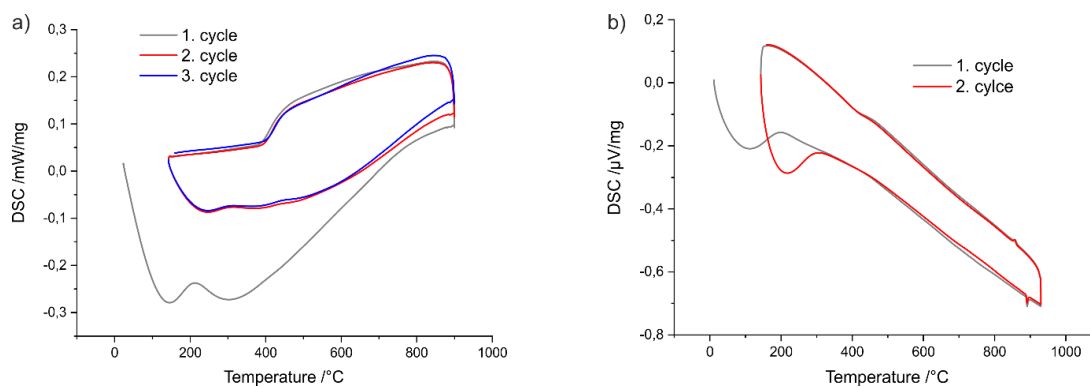 a)
0,3
0,2
0,1
0,0
-0,1
-0,2
-0,3
DSC /mW/mg
1. cycle
2. cycle
3. cycle
0
200
400
600
800
1000
Temperature /°C
b)
0,2
0,0
-0,2
-0,4
-0,6
-0,8
DSC /µV/mg
1. cycle
2. cylce
0
200
400
600
800
1000
Temperature /°C